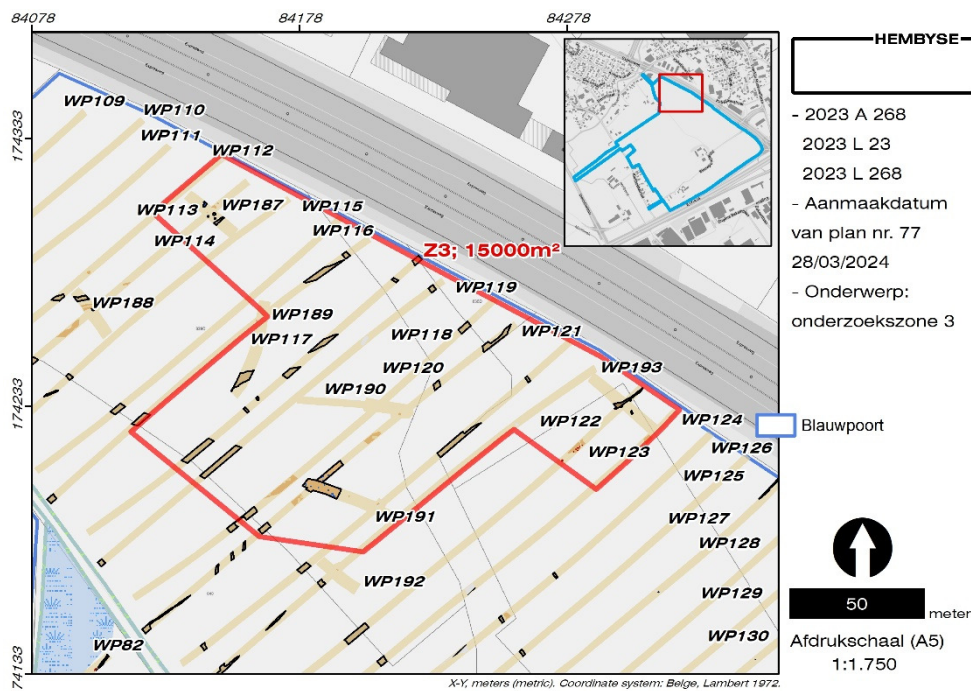 84078
84178
84278
174333
174233
74133
WP109
WP110
WP111
WP112
WP113
WP187
WP114
WP115
WP116
Z3; 15000m²
WP188
WP189
WP117
WP119
WP118
WP121
WP120
WP193
WP190
WP122
WP124
WP123
WP126
WP125
WP191
WP127
WP128
WP192
WP129
WP82
WP130
HEMBYSE
- 2023 A 268
2023 L 23
2023 L 268
- Aanmaakdatum
van plan nr. 77
28/03/2024
- Onderwerp:
onderzoekszone 3
Blauwpoort
50 meter
Afdrukschaal (A5)
1:1.750
X-Y, meters (metric). Coordinate system: Belge, Lambert 1972.